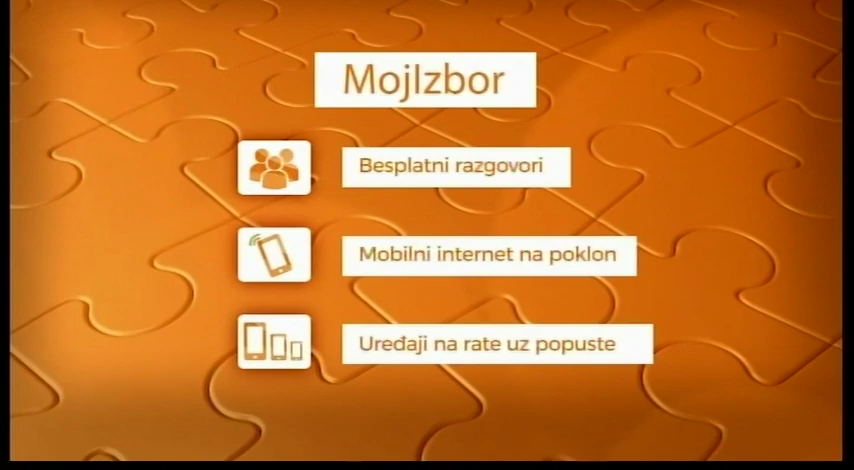 MojIzbor
Besplatni razgovori
Mobilni internet na poklon
Uređaji na rate uz popuste